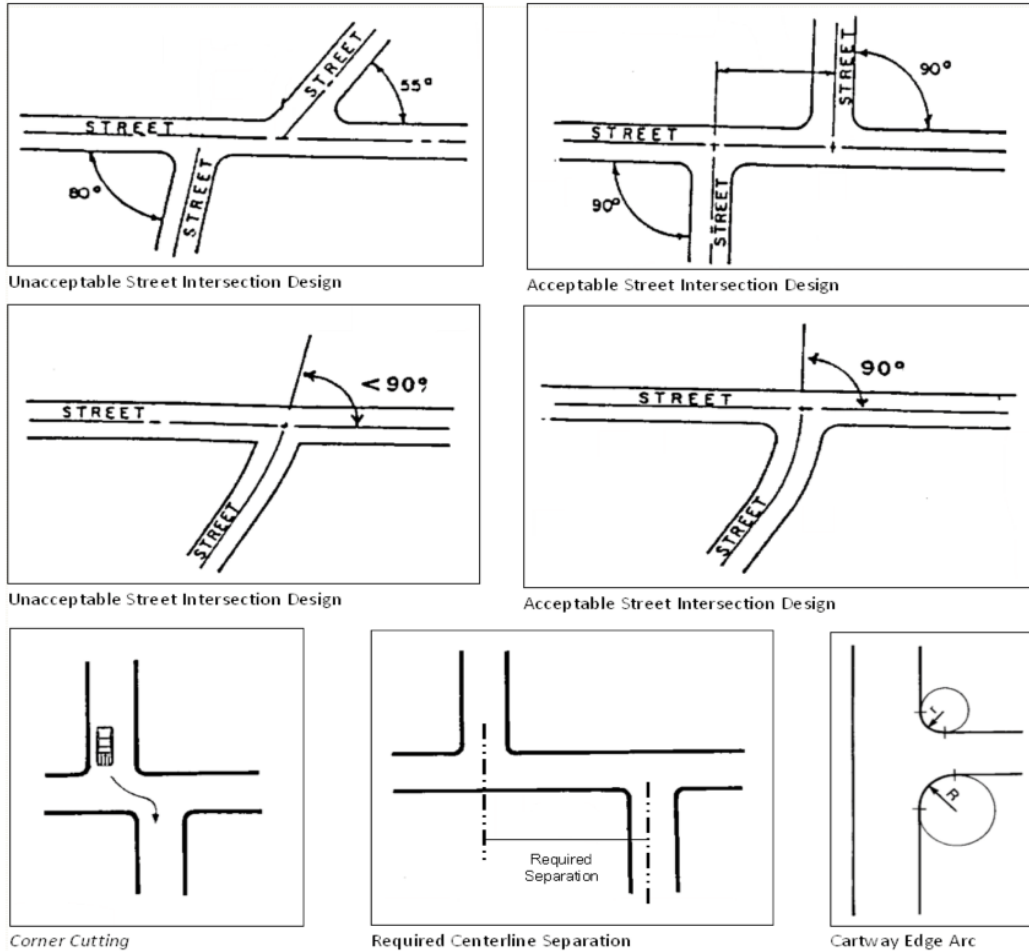 STREET
55°
STREET
80°
STREET
Unacceptable Street Intersection Design
STREET
90°
STREET
90°
STREET
Acceptable Street Intersection Design
< 90°
STREET
STREET
Unacceptable Street Intersection Design
90°
STREET
STREET
Acceptable Street Intersection Design
Corner Cutting
Required
Separation
Required Centerline Separation
r
R
Cartway Edge Arc